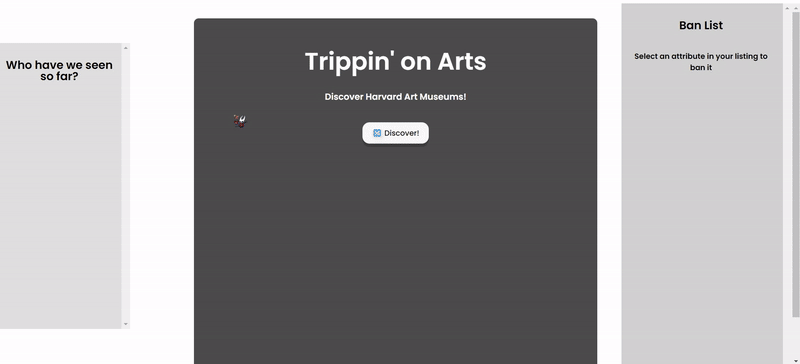 Who have we seen
so far?
Trippin' on Arts
Discover Harvard Art Museums!
Discover!
Ban List
Select an attribute in your listing to
ban it